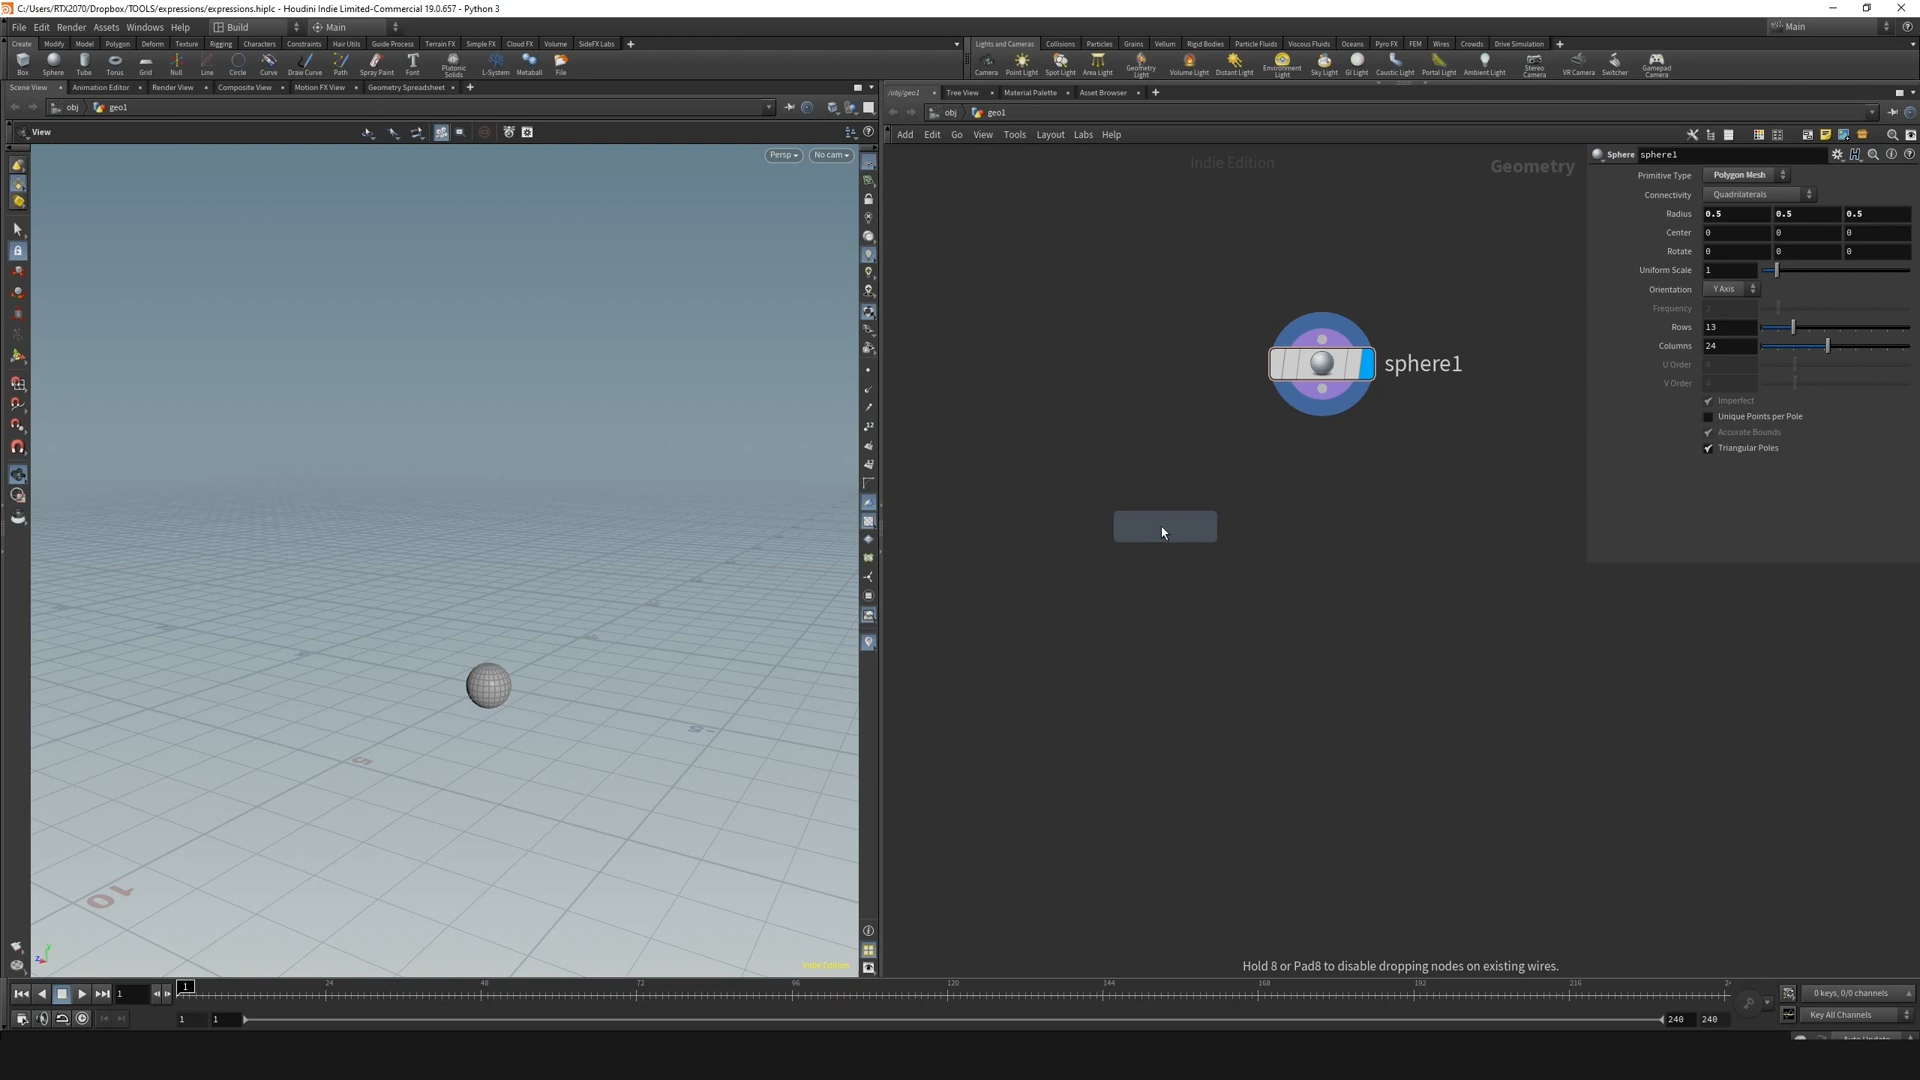 C:/Users/RTX2070/Dropbox/TOOLS/expressions/expressions.hiplc - Houdini Indie Limited-Commercial 19.0.657 - Python 3
File Edit Render Assets Windows Help Build Main Main
Create Modify Model Polygon Deform Texture Rigging Characters Constraints Hair Utils Guide Process Terrain FX Simple FX Cloud FX Volume SideFX Labs
Lights and Cameras Collisions Particles Grains Vellum Rigid Bodies Particle Fluids Viscous Fluids Oceans Pyro FX FEM Wires Crowds Drive Simulation
Box Sphere Tube Torus Grid Null Line Circle Curve Draw Curve Path Spray Paint Font Platonic Solids L-System Metaball File
Camera Point Light Spot Light Area Light Geometry Light Volume Light Distant Light Environment Light Sky Light GI Light Caustic Light Portal Light Ambient Light Stereo Camera VR Camera Switcher Gamepad Camera
Scene View Animation Editor Render View Composite View Motion FX View Geometry Spreadsheet
/obj/geo1 Tree View Material Palette Asset Browser
obj geo1
obj geo1
View
Add Edit Go View Tools Layout Labs Help
Persp No cam
Indie Edition
Geometry
Sphere sphere1
Primitive Type Polygon Mesh
Connectivity Quadrilaterals
Radius 0.5 0.5 0.5
Center 0 0 0
Rotate 0 0 0
Uniform Scale 1
Orientation Y Axis
Frequency
Rows 13
Columns 24
U Order
V Order
Imperfect
Unique Points per Pole
Accurate Bounds
Triangular Poles
sphere1
5
5
10
Indie Edition
Hold 8 or Pad8 to disable dropping nodes on existing wires.
1 1 24 48 72 96 120 144 168 192 216
0 keys, 0/0 channels
1 1 240 240
Key All Channels
Auto Update